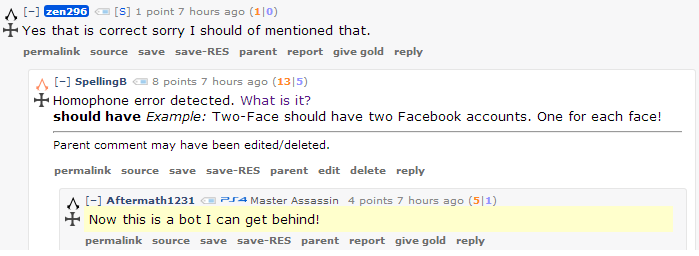 [−] zen296 [S] 1 point 7 hours ago (1|0)
Yes that is correct sorry I should of mentioned that.
permalink source save save-RES parent report give gold reply
[−] SpellingB 8 points 7 hours ago (13|5)
Homophone error detected. What is it?
should have Example: Two-Face should have two Facebook accounts. One for each face!
Parent comment may have been edited/deleted.
permalink source save save-RES parent edit delete reply
[−] Aftermath1231 PS4 Master Assassin 4 points 7 hours ago (5|1)
Now this is a bot I can get behind!
permalink source save save-RES parent report give gold reply